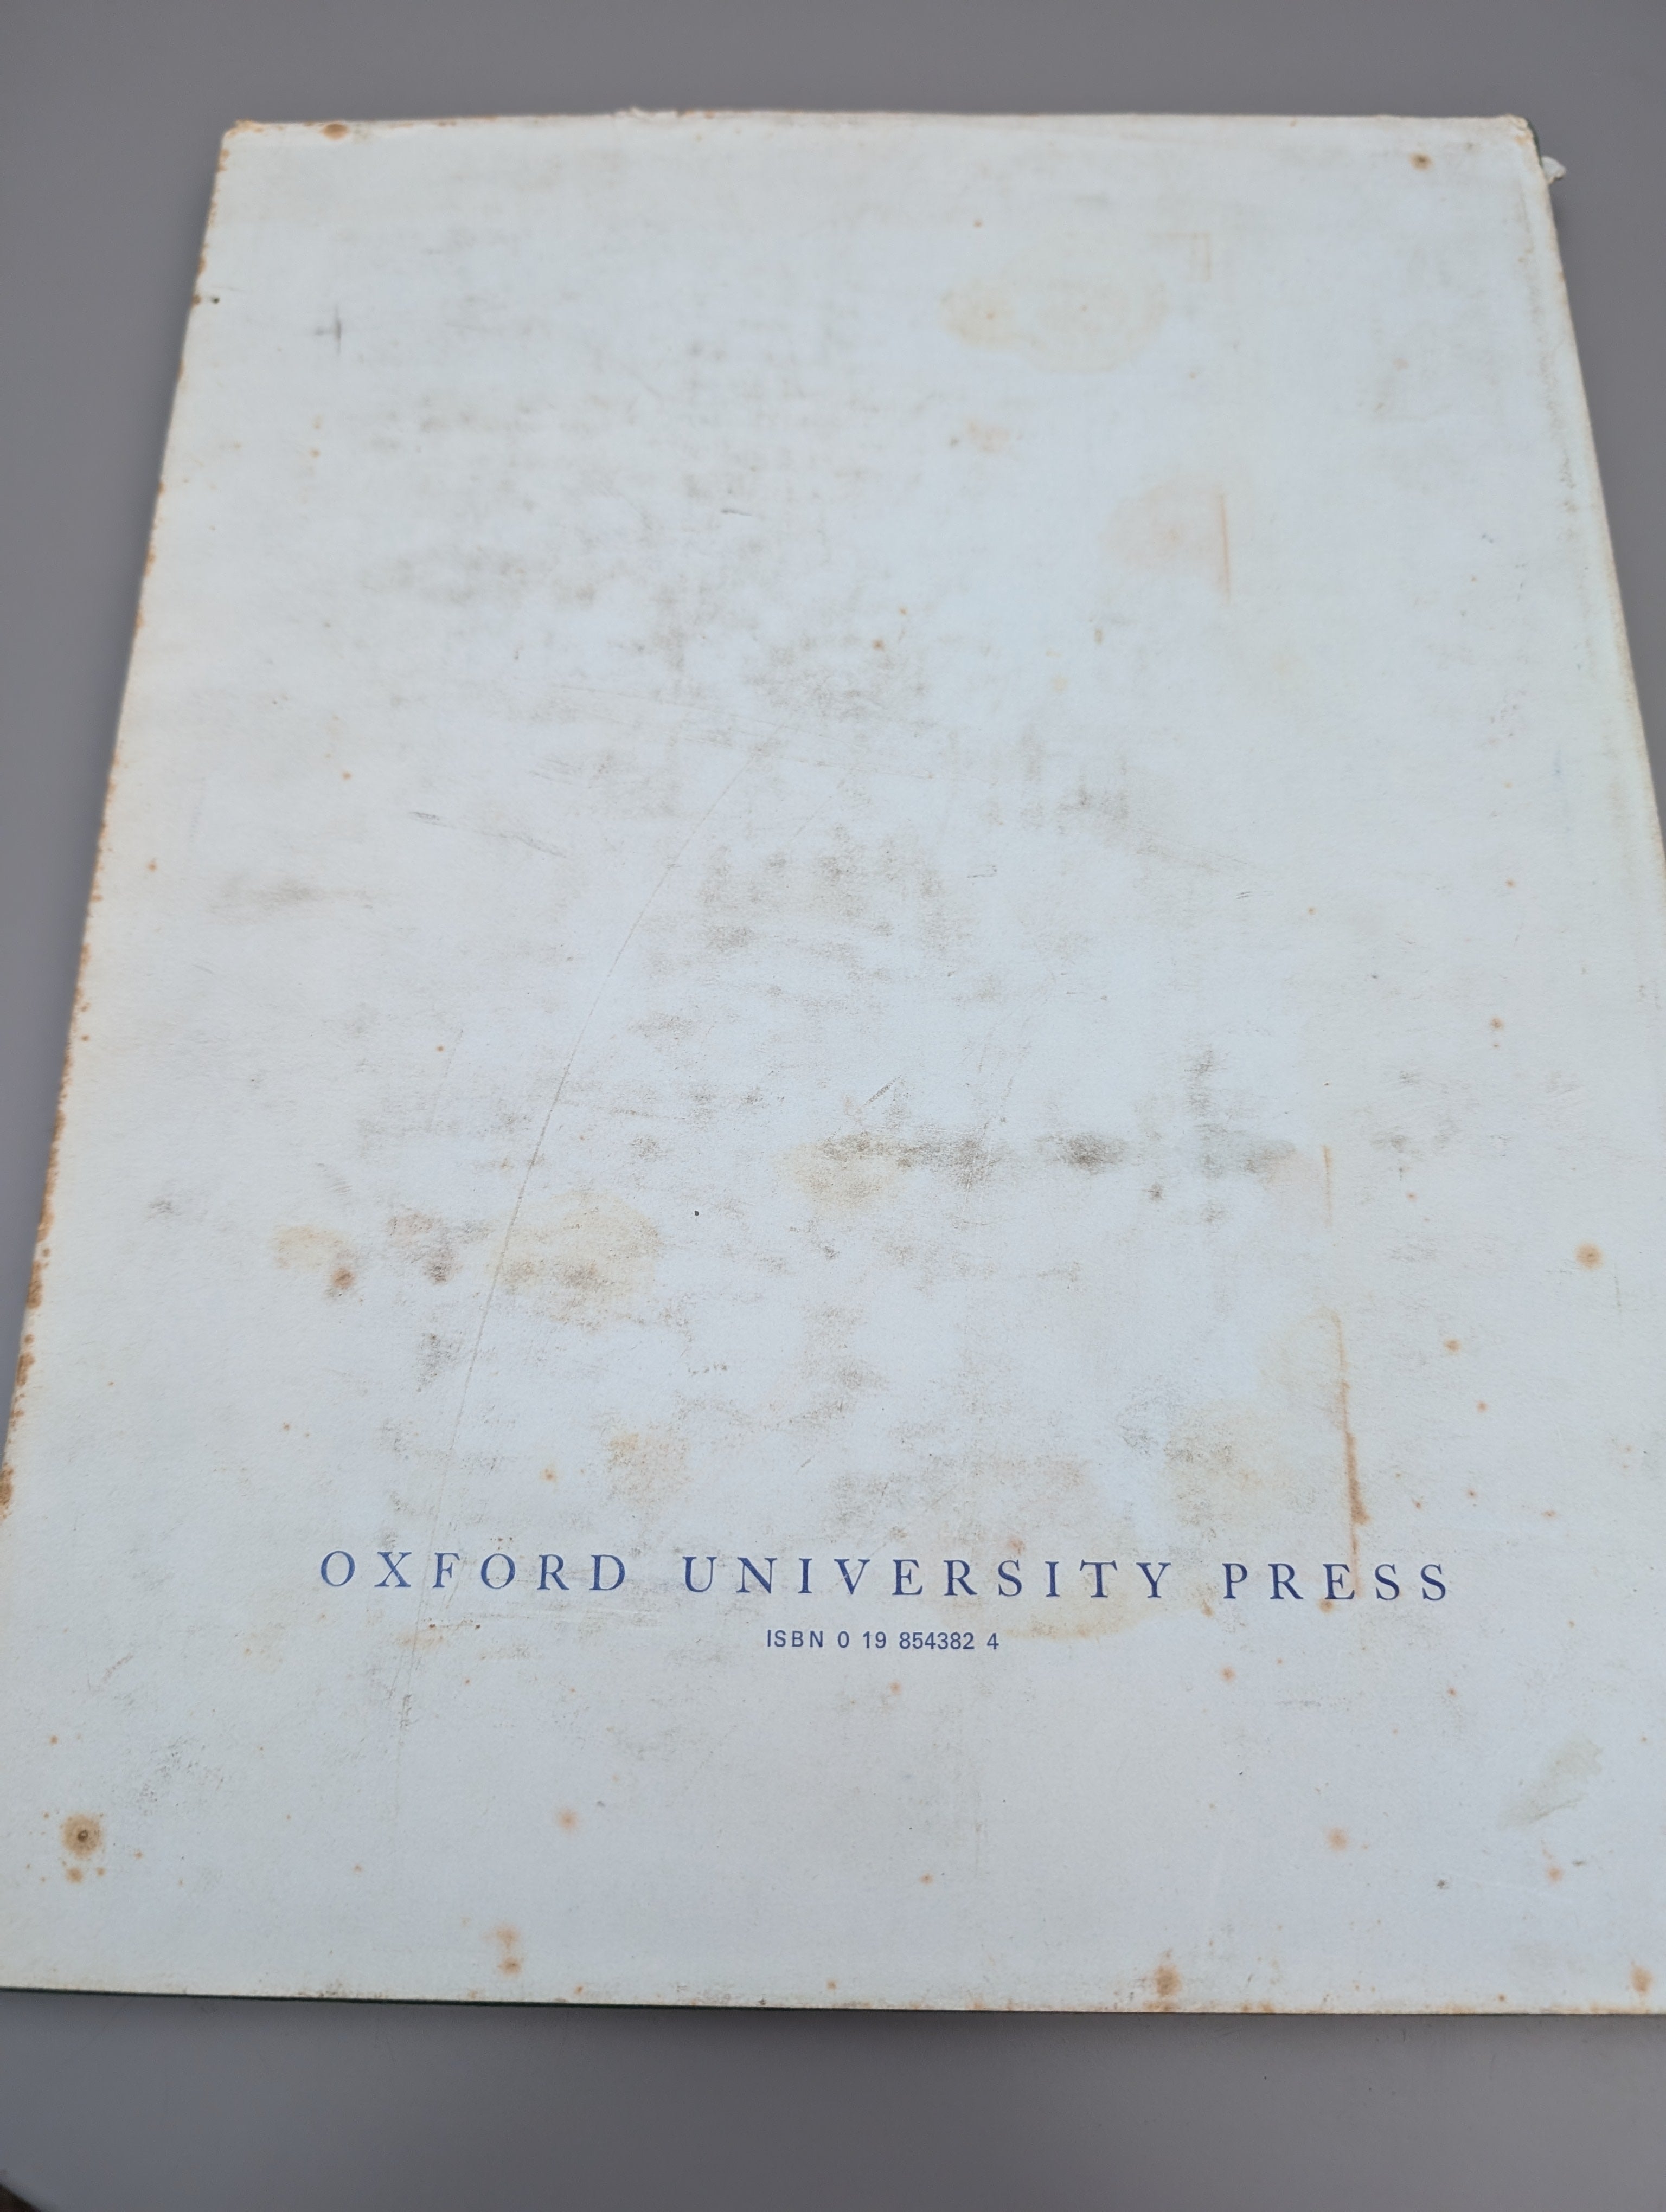 OXFORD UNIVERSITY PRESS
ISBN 0 19 854382 4